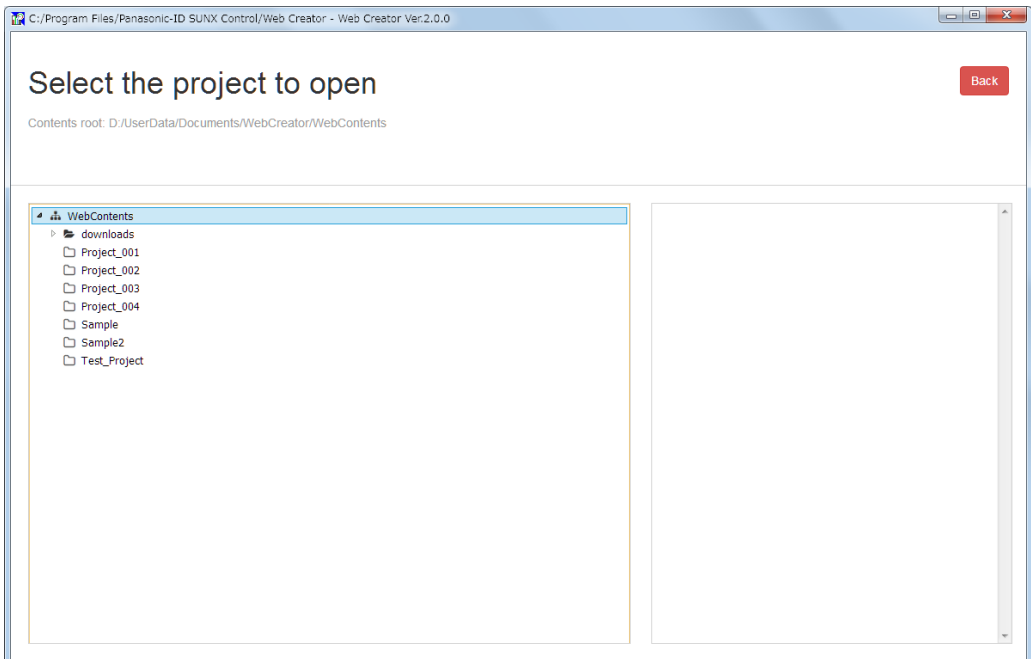 C:/Program Files/Panasonic-ID SUNX Control/Web Creator - Web Creator Ver.2.0.0
Select the project to open
Back
Contents root: D:/UserData/Documents/WebCreator/WebContents
WebContents
downloads
Project_001
Project_002
Project_003
Project_004
Sample
Sample2
Test_Project